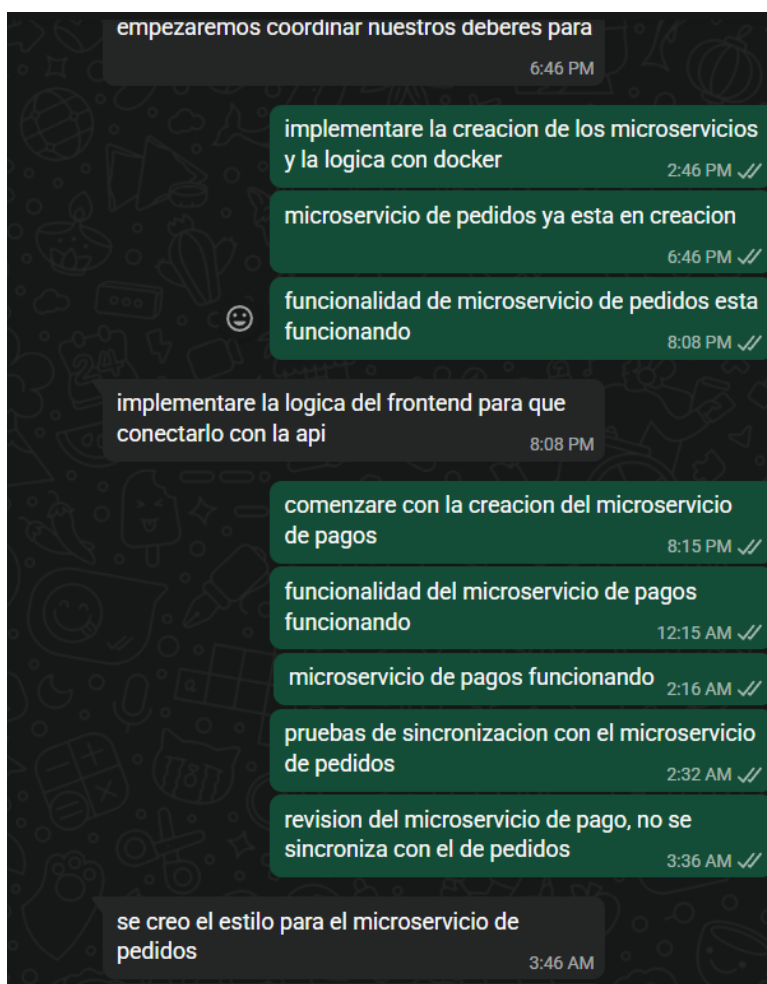 empezaremos coordinar nuestros deberes para
6:46 PM
implementare la creacion de los microservicios
y la logica con docker
2:46 PM
microservicio de pedidos ya esta en creacion
6:46 PM
funcionalidad de microservicio de pedidos esta
funcionando
8:08 PM
implementare la logica del frontend para que
conectarlo con la api
8:08 PM
comenzare con la creacion del microservicio
de pagos
8:15 PM
funcionalidad del microservicio de pagos
funcionando
12:15 AM
microservicio de pagos funcionando
2:16 AM
pruebas de sincronizacion con el microservicio
de pedidos
2:32 AM
revision del microservicio de pago, no se
sincroniza con el de pedidos
3:36 AM
se creo el estilo para el microservicio de
pedidos
3:46 AM